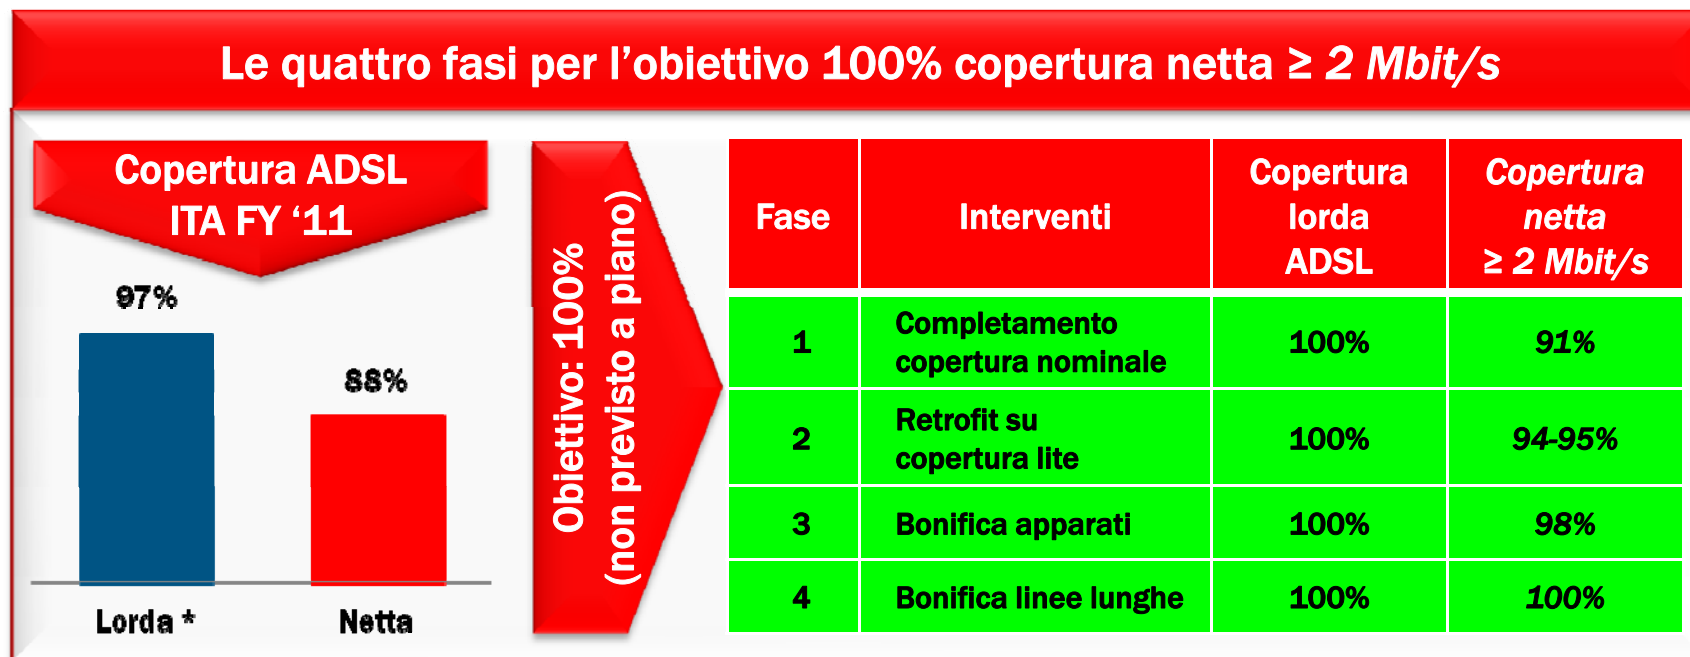 Le quattro fasi per l’obiettivo 100% copertura netta ≥ 2 Mbit/s
Copertura ADSL
ITA FY ‘11
97%
88%
Lorda *
Netta
Obiettivo: 100%
(non previsto a piano)
Fase
Interventi
Copertura
lorda
ADSL
Copertura
netta
≥ 2 Mbit/s
1
Completamento
copertura nominale
100%
91%
2
Retrofit su
copertura lite
100%
94-95%
3
Bonifica apparati
100%
98%
4
Bonifica linee lunghe
100%
100%